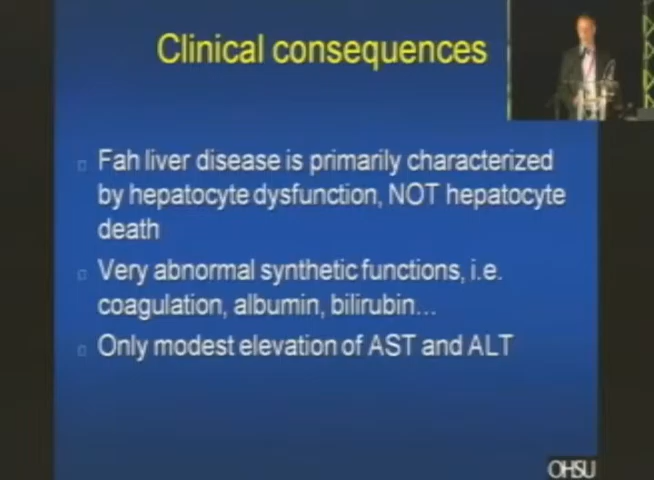 Clinical consequences
Fah liver disease is primarily characterized
by hepatocyte dysfunction, NOT hepatocyte
death
Very abnormal synthetic functions, i.e.
coagulation, albumin, bilirubin...
Only modest elevation of AST and ALT
OHSU